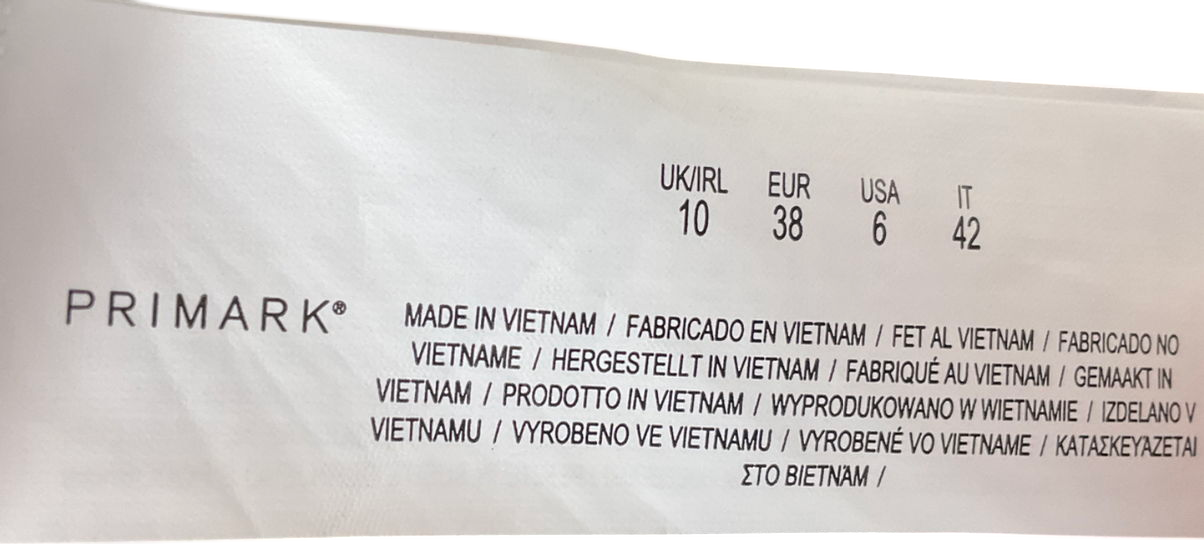 UK/IRL EUR USA IT
10 38 6 42
PRIMARK®
MADE IN VIETNAM / FABRICADO EN VIETNAM / FET AL VIETNAM / FABRICADO NO
VIETNAME / HERGESTELLT IN VIETNAM / FABRIQUÉ AU VIETNAM / GEMAAKT IN
VIETNAM / PRODOTTO IN VIETNAM / WYPRODUKOWANO W WIETNAMIE / IZDELANO V
VIETNAMU / VYROBENO VE VIETNAMU / VYROBENÉ VO VIETNAME / ΚΑΤΑΣΚΕΥΆΖΕΤΑΙ
ΣΤΟ ΒΙΕΤΝΆΜ /